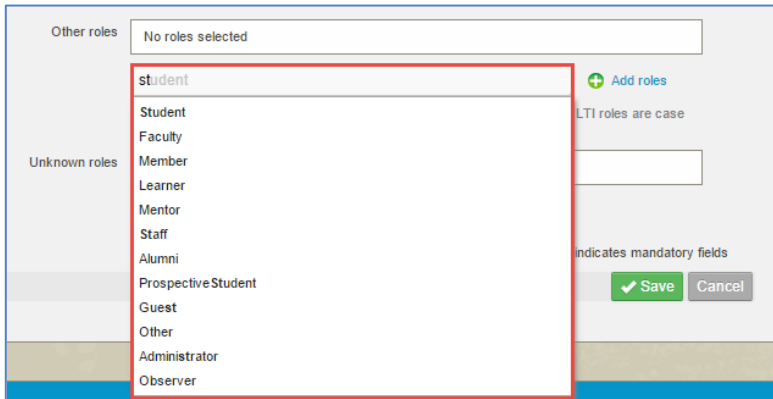 Other roles No roles selected
student
Add roles
Student
LTI roles are case
Faculty
Unknown roles
Member
Learner
Mentor
Staff
Alumni
indicates mandatory fields
ProspectiveStudent
Save Cancel
Guest
Other
Administrator
Observer